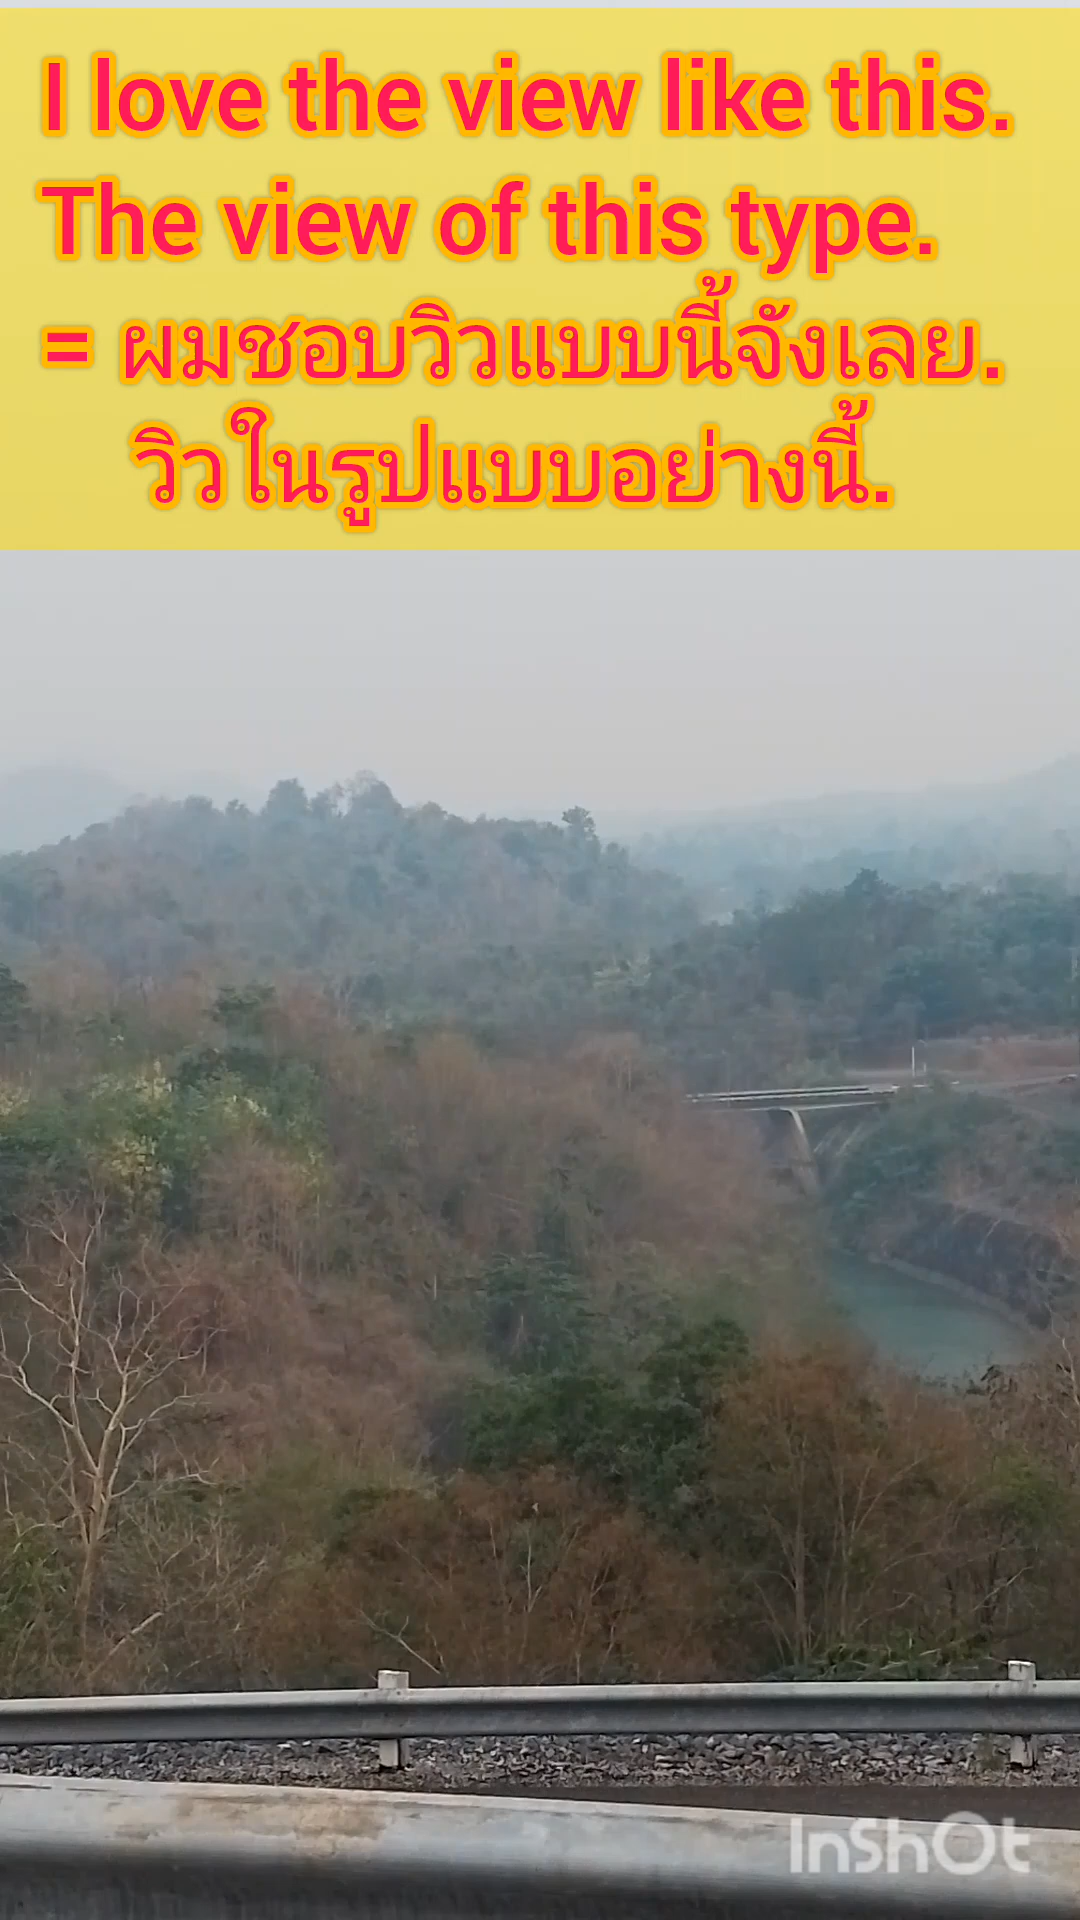 I love the view like this.
The view of this type.
= ผมชอบวิวแบบนี้จังเลย.
วิวในรูปแบบอย่างนี้.
InShOt